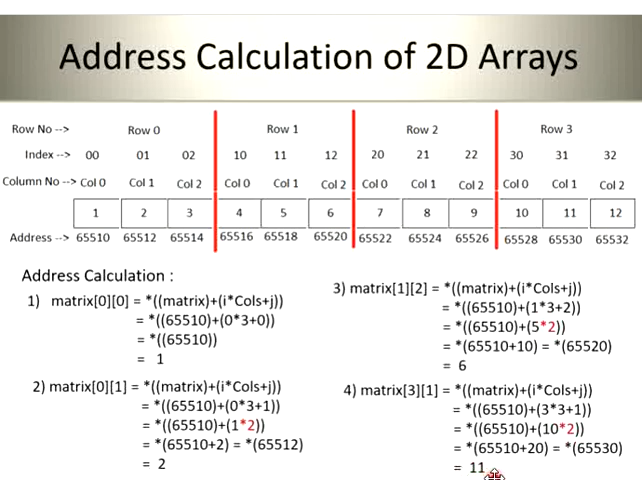 Address Calculation of 2D Arrays
Row No --> Row 0 Row 1 Row 2 Row 3
Index --> 00 01 02 10 11 12 20 21 22 30 31 32
Column No --> Col 0 Col 1 Col 2 Col 0 Col 1 Col 2 Col 0 Col 1 Col 2 Col 0 Col 1 Col 2
1 2 3 4 5 6 7 8 9 10 11 12
Address --> 65510 65512 65514 65516 65518 65520 65522 65524 65526 65528 65530 65532
Address Calculation :
1) matrix[0][0] = *((matrix)+(i*Cols+j))
= *((65510)+(0*3+0))
= *((65510))
= 1
2) matrix[0][1] = *((matrix)+(i*Cols+j))
= *((65510)+(0*3+1))
= *((65510)+(1*2))
= *(65510+2) = *(65512)
= 2
3) matrix[1][2] = *((matrix)+(i*Cols+j))
= *((65510)+(1*3+2))
= *((65510)+(5*2))
= *(65510+10) = *(65520)
= 6
4) matrix[3][1] = *((matrix)+(i*Cols+j))
= *((65510)+(3*3+1))
= *((65510)+(10*2))
= *(65510+20) = *(65530)
= 11